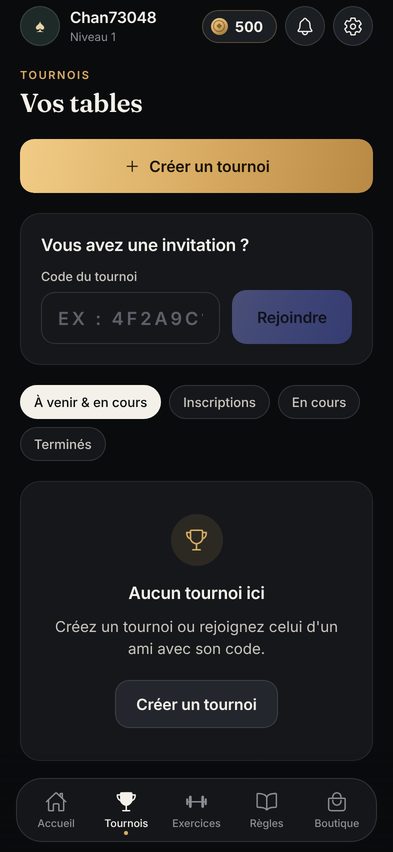 Chan73048
Niveau 1
500
TOURNOIS
Vos tables
+ Créer un tournoi
Vous avez une invitation ?
Code du tournoi
EX : 4F2A9C
Rejoindre
À venir & en cours
Inscriptions
En cours
Terminés
Aucun tournoi ici
Créez un tournoi ou rejoignez celui d'un
ami avec son code.
Créer un tournoi
Accueil
Tournois
Exercices
Règles
Boutique